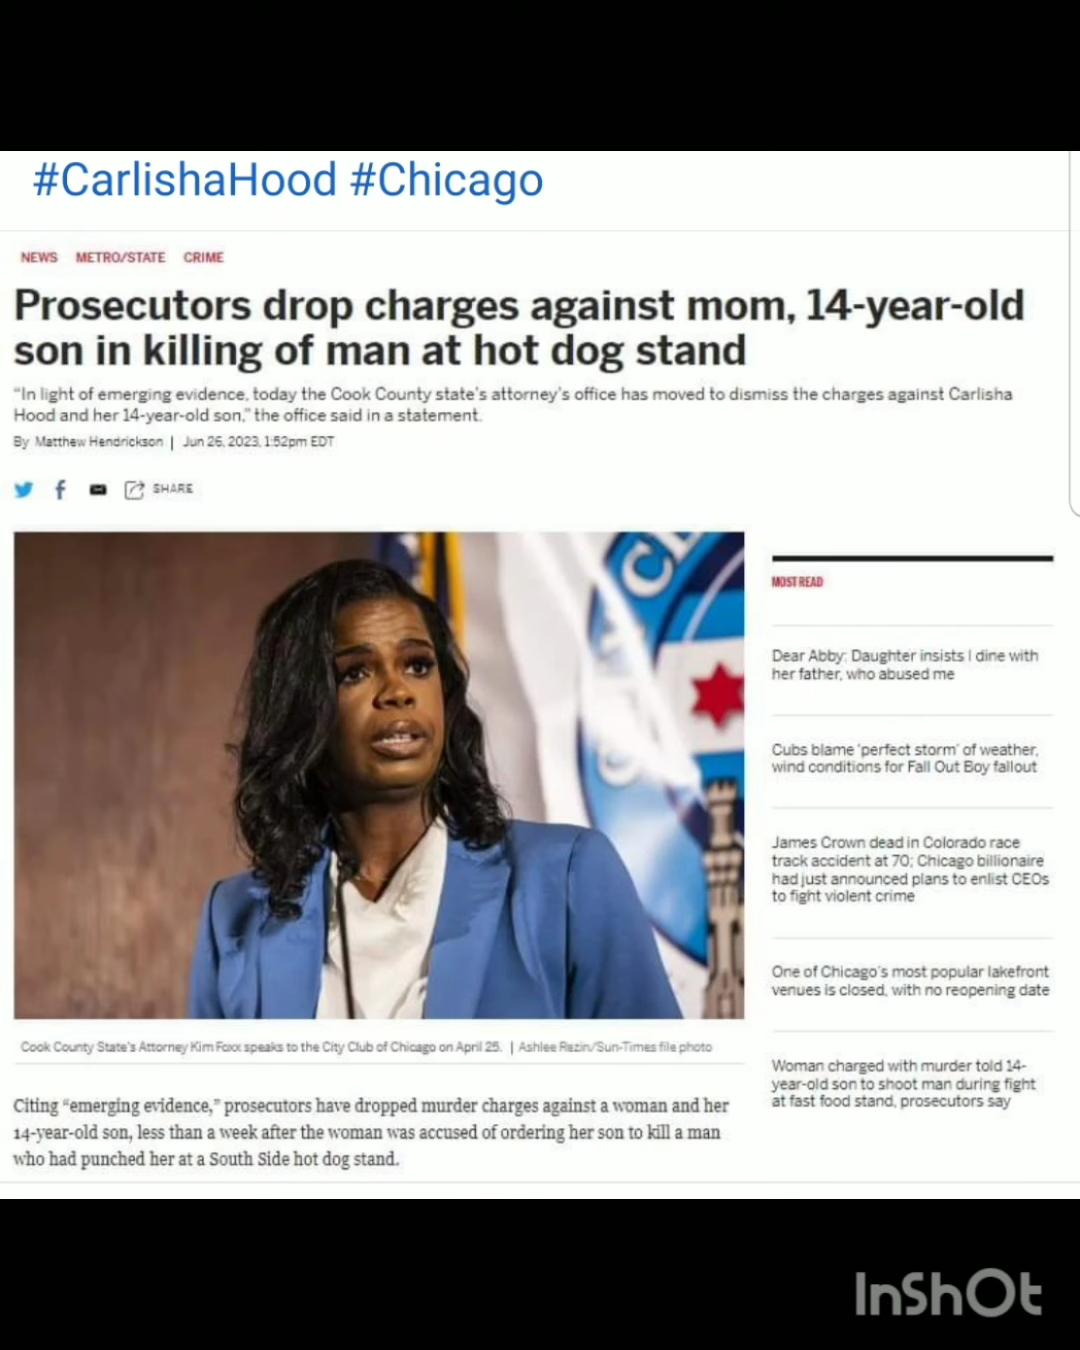 #CarlishaHood #Chicago
NEWS METRO/STATE CRIME
Prosecutors drop charges against mom, 14-year-old
son in killing of man at hot dog stand
"In light of emerging evidence, today the Cook County state's attorney's office has moved to dismiss the charges against Carlisha
Hood and her 14-year-old son," the office said in a statement.
By Matthew Hendrickson | Jun 26, 2023, 1:52pm EDT
SHARE
Cook County State's Attorney Kim Foxx speaks to the City Club of Chicago on April 25. | Ashlee Rezin/Sun-Times file photo
Citing “emerging evidence,” prosecutors have dropped murder charges against a woman and her
14-year-old son, less than a week after the woman was accused of ordering her son to kill a man
who had punched her at a South Side hot dog stand.
MOST READ
Dear Abby: Daughter insists I dine with
her father, who abused me
Cubs blame 'perfect storm' of weather,
wind conditions for Fall Out Boy fallout
James Crown dead in Colorado race
track accident at 70; Chicago billionaire
had just announced plans to enlist CEOs
to fight violent crime
One of Chicago's most popular lakefront
venues is closed, with no reopening date
Woman charged with murder told 14-
year-old son to shoot man during fight
at fast food stand, prosecutors say
InShOt